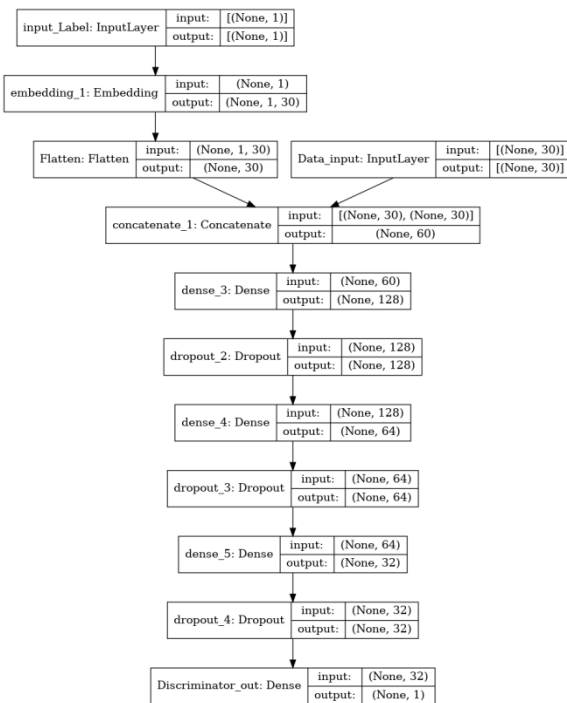 input_Label: InputLayer input: [(None, 1)]
output: [(None, 1)]
embedding_1: Embedding input: (None, 1)
output: (None, 1, 30)
Flatten: Flatten input: (None, 1, 30)
output: (None, 30)
Data_input: InputLayer input: [(None, 30)]
output: [(None, 30)]
concatenate_1: Concatenate input: [(None, 30), (None, 30)]
output: (None, 60)
dense_3: Dense input: (None, 60)
output: (None, 128)
dropout_2: Dropout input: (None, 128)
output: (None, 128)
dense_4: Dense input: (None, 128)
output: (None, 64)
dropout_3: Dropout input: (None, 64)
output: (None, 64)
dense_5: Dense input: (None, 64)
output: (None, 32)
dropout_4: Dropout input: (None, 32)
output: (None, 32)
Discriminator_out: Dense input: (None, 32)
output: (None, 1)